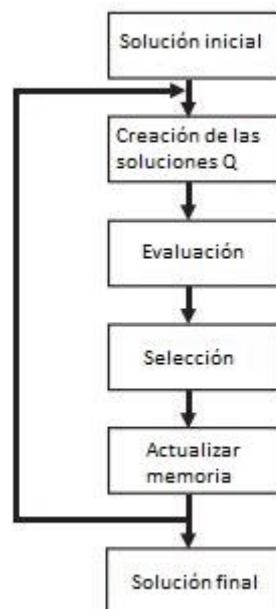 Solución inicial
Creación de las
soluciones Q
Evaluación
Selección
Actualizar
memoria
Solución final